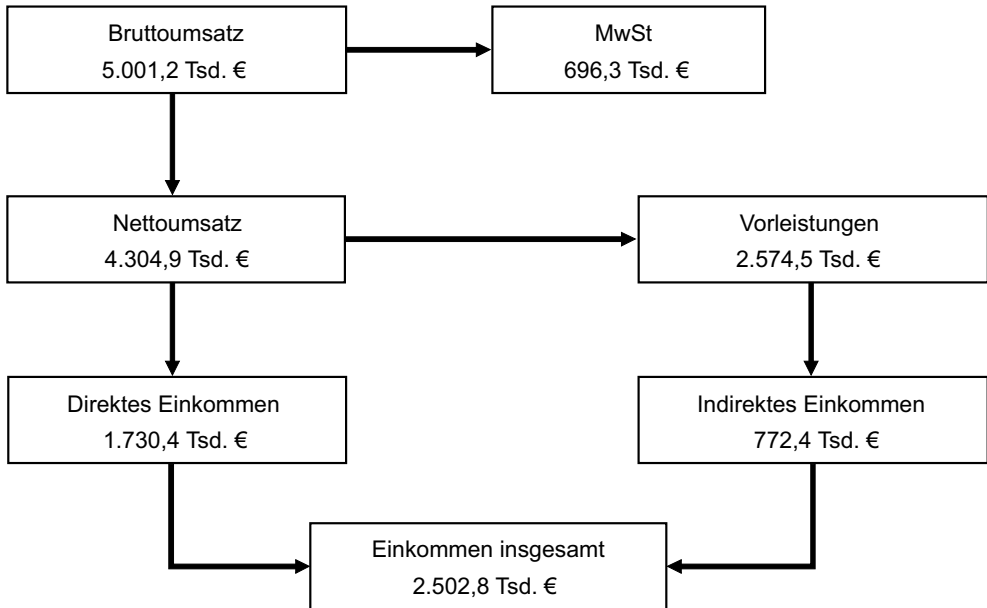 Bruttoumsatz
5.001,2 Tsd. €
MwSt
696,3 Tsd. €
Nettoumsatz
4.304,9 Tsd. €
Vorleistungen
2.574,5 Tsd. €
Direktes Einkommen
1.730,4 Tsd. €
Indirektes Einkommen
772,4 Tsd. €
Einkommen insgesamt
2.502,8 Tsd. €